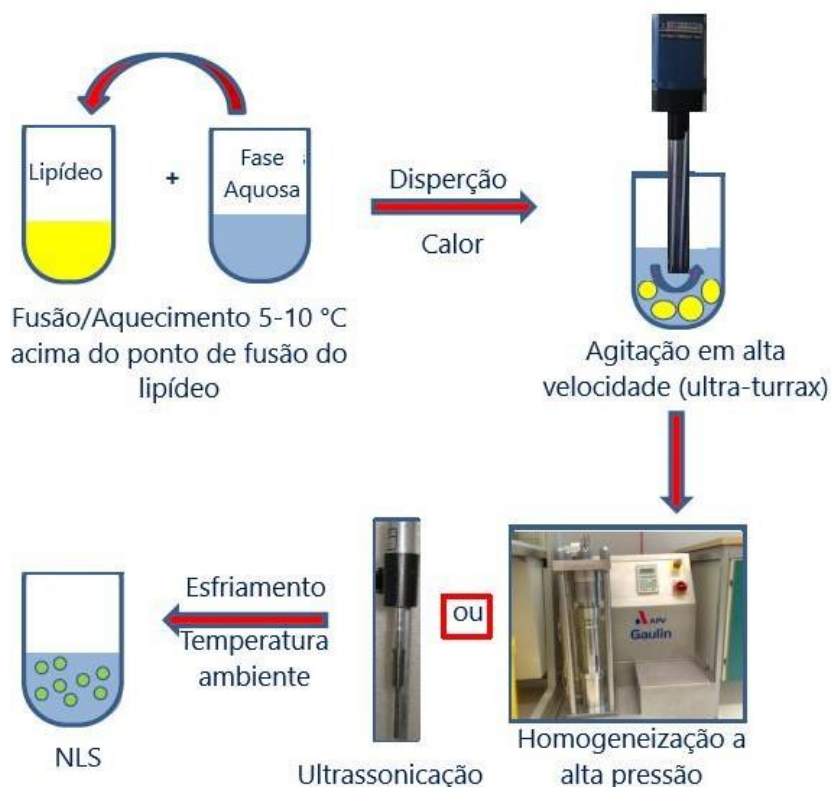 Lipídeo
+
Fase
Aquosa
Fusão/Aquecimento 5-10 °C
acima do ponto de fusão do
lipídeo
Disperção
Calor
Agitação em alta
velocidade (ultra-turrax)
APV
Gaulin
Homogeneização a
alta pressão
ou
Ultrassonicação
Esfriamento
Temperatura
ambiente
NLS